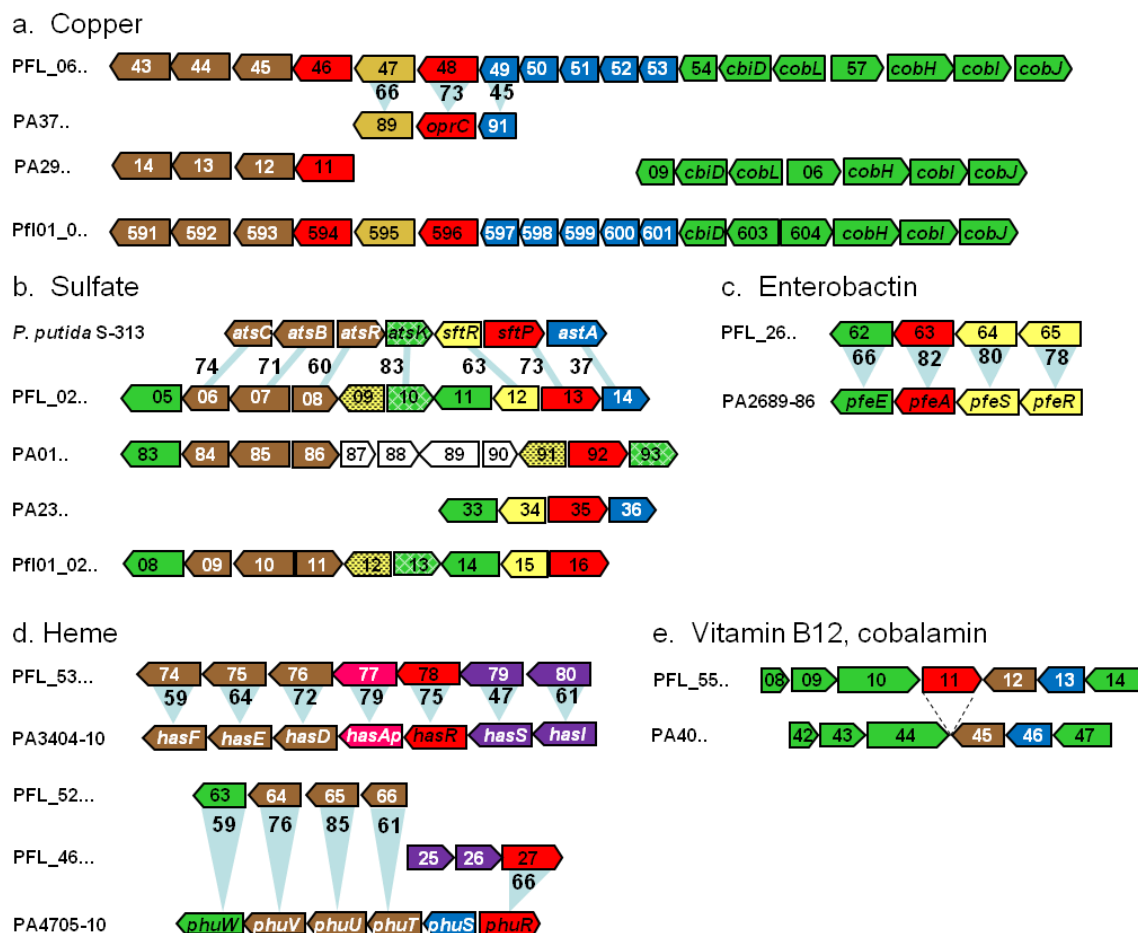 a. Copper
PFL_06.. 43 44 45 46 47 48 49 50 51 52 53 54 cbiD cobL 57 cobH cobI cobJ
66 73 45
PA37.. 89 oprC 91
PA29.. 14 13 12 11 09 cbiD cobL 06 cobH cobI cobJ
Pfl01_0.. 591 592 593 594 595 596 597 598 599 600 601 cbiD 603 604 cobH cobI cobJ
b. Sulfate
P. putida S-313 atsC atsB atsR atsK sftR sftP astA
74 71 60 83 63 73 37
PFL_02.. 05 06 07 08 09 10 11 12 13 14
PA01.. 83 84 85 86 87 88 89 90 91 92 93
PA23.. 33 34 35 36
Pfl01_02.. 08 09 10 11 12 13 14 15 16
c. Enterobactin
PFL_26.. 62 63 64 65
66 82 80 78
PA2689-86 pfeE pfeA pfeS pfeR
d. Heme
PFL_53... 74 75 76 77 78 79 80
59 64 72 79 75 47 61
PA3404-10 hasF hasE hasD hasAp hasR hasS hasI
PFL_52... 63 64 65 66
59 76 85 61
PFL_46... 25 26 27
66
PA4705-10 phuW phuV phuU phuT phuS phuR
e. Vitamin B12, cobalamin
PFL_55.. 08 09 10 11 12 13 14
PA40.. 42 43 44 45 46 47